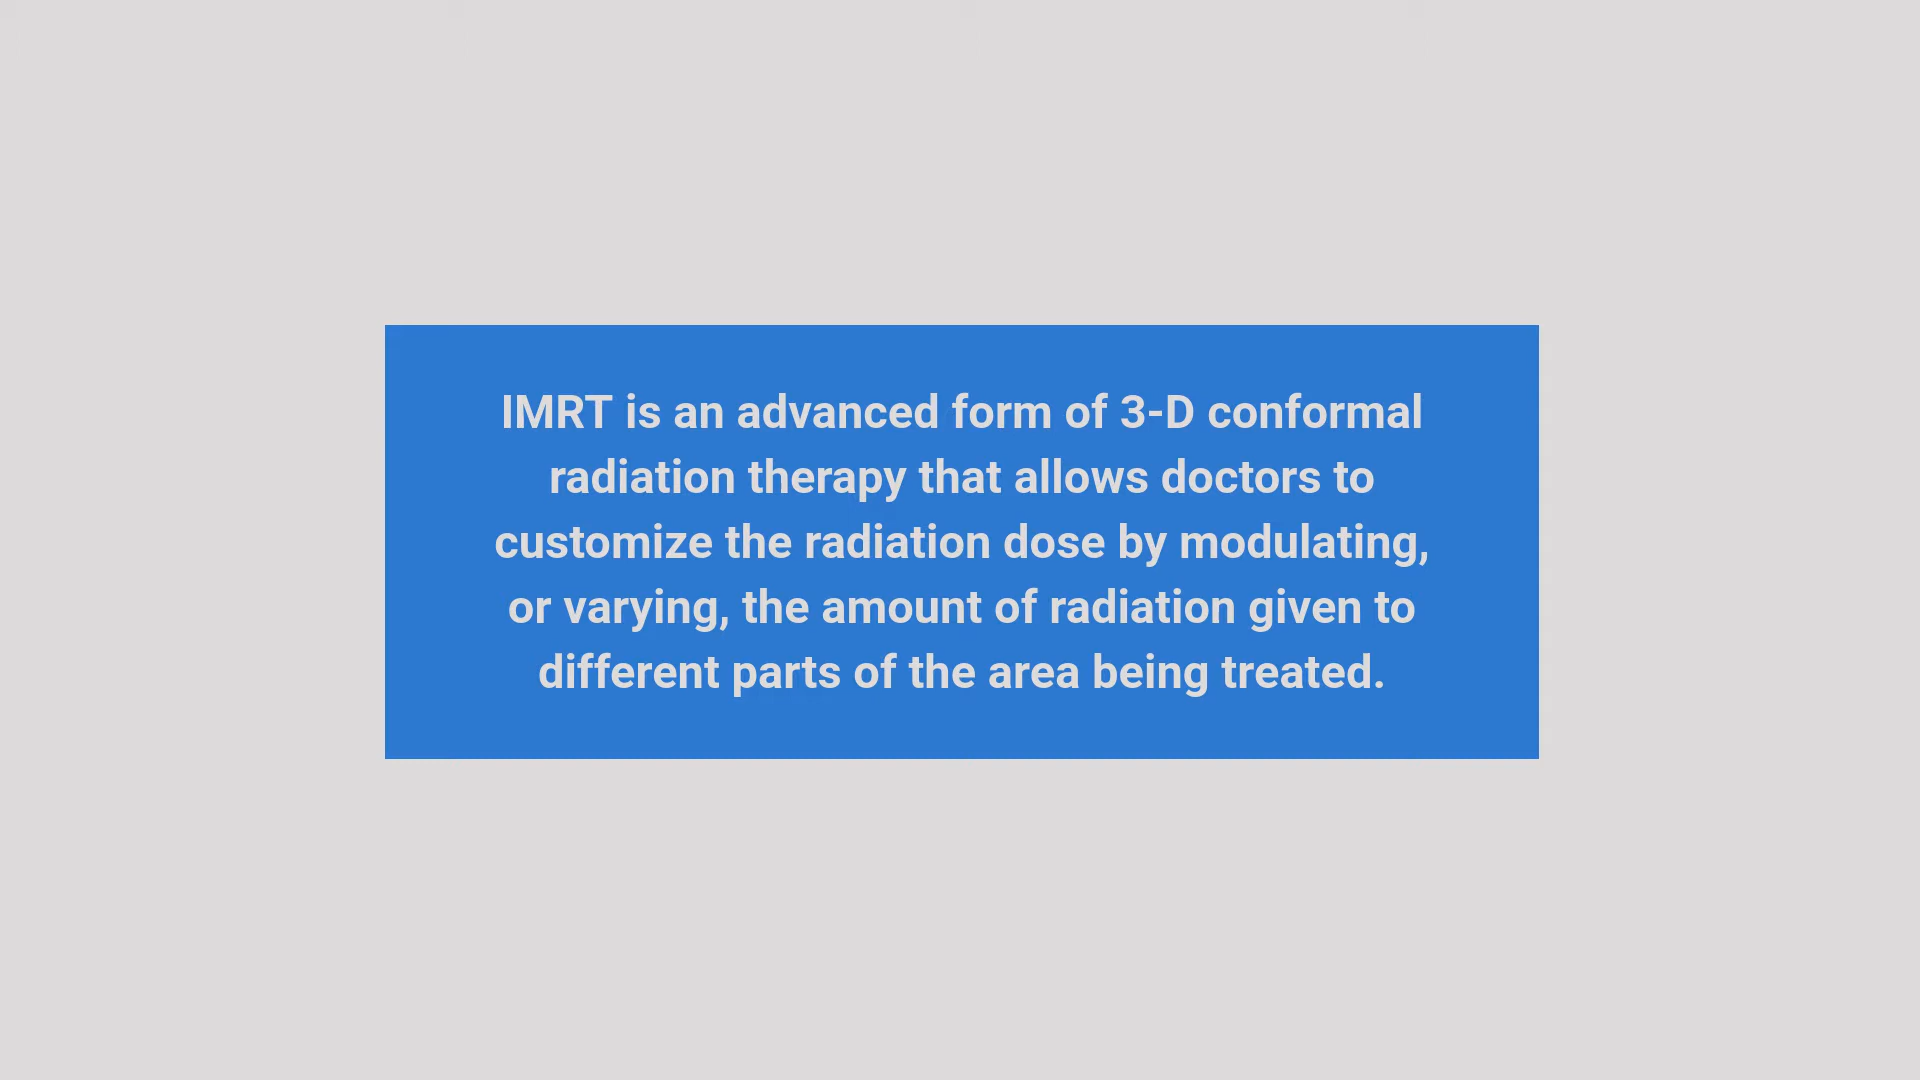 IMRT is an advanced form of 3-D conformal
radiation therapy that allows doctors to
customize the radiation dose by modulating,
or varying, the amount of radiation given to
different parts of the area being treated.